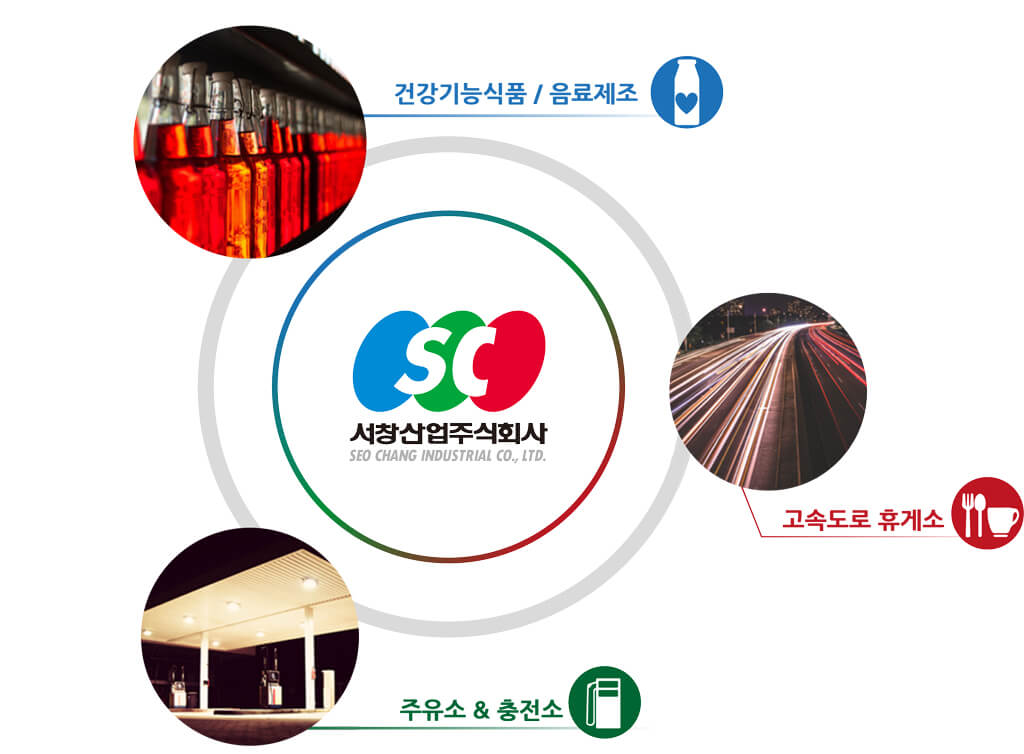 건강기능식품 / 음료제조
SC
서창산업주식회사
SEO CHANG INDUSTRIAL CO., LTD.
고속도로 휴게소
주유소 & 충전소